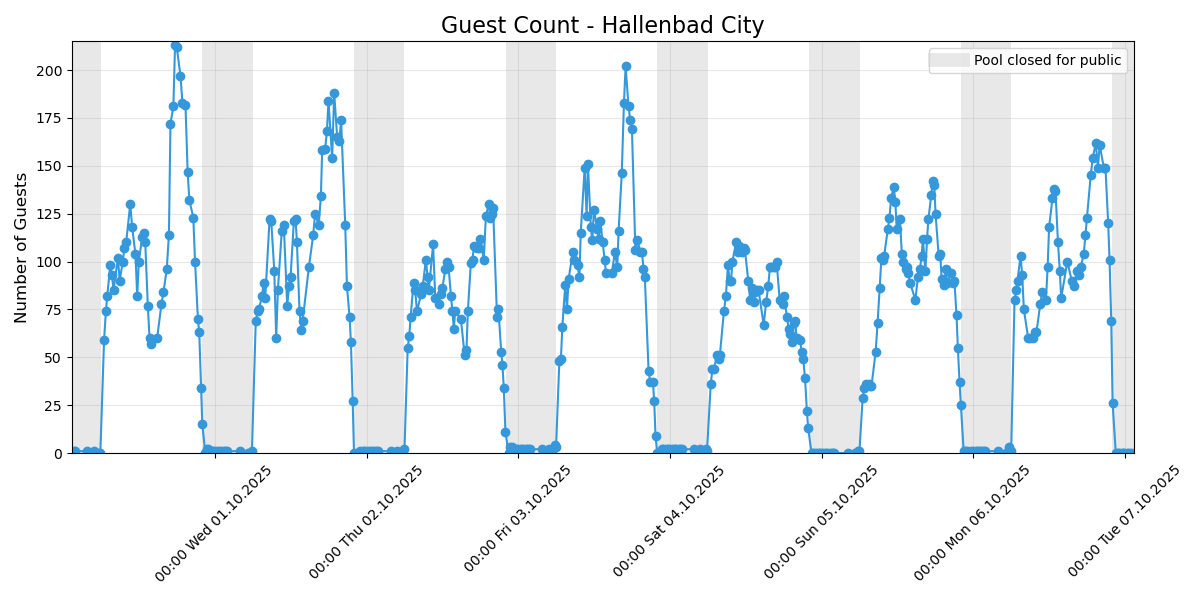 Guest Count - Hallenbad City
Pool closed for public
Number of Guests
200
175
150
125
100
75
50
25
0
00:00 Wed 01.10.2025
00:00 Thu 02.10.2025
00:00 Fri 03.10.2025
00:00 Sat 04.10.2025
00:00 Sun 05.10.2025
00:00 Mon 06.10.2025
00:00 Tue 07.10.2025